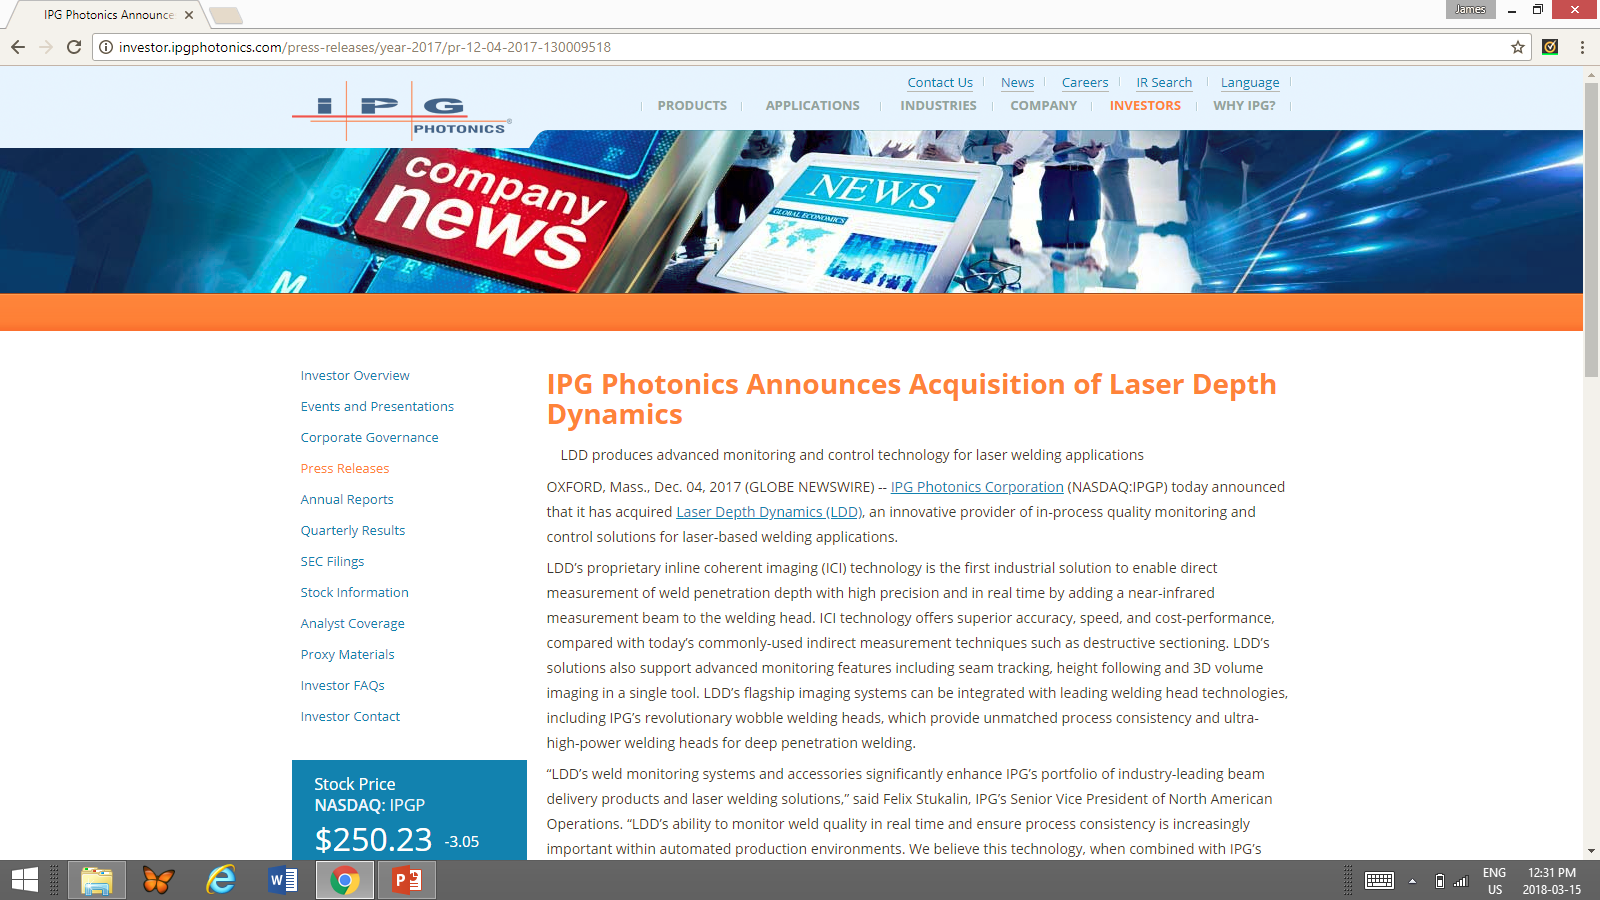 IPG Photonics Announce
James
investor.ipgphotonics.com/press-releases/year-2017/pr-12-04-2017-130009518
Contact Us News Careers IR Search Language
IPG
PHOTONICS®
PRODUCTS APPLICATIONS INDUSTRIES COMPANY INVESTORS WHY IPG?
company
news
NEWS
GLOBAL ECONOMICS
M
F4
Investor Overview
Events and Presentations
Corporate Governance
Press Releases
Annual Reports
Quarterly Results
SEC Filings
Stock Information
Analyst Coverage
Proxy Materials
Investor FAQs
Investor Contact
Stock Price
NASDAQ: IPGP
$250.23 -3.05
IPG Photonics Announces Acquisition of Laser Depth
Dynamics
LDD produces advanced monitoring and control technology for laser welding applications
OXFORD, Mass., Dec. 04, 2017 (GLOBE NEWSWIRE) -- IPG Photonics Corporation (NASDAQ:IPGP) today announced
that it has acquired Laser Depth Dynamics (LDD), an innovative provider of in-process quality monitoring and
control solutions for laser-based welding applications.
LDD’s proprietary inline coherent imaging (ICI) technology is the first industrial solution to enable direct
measurement of weld penetration depth with high precision and in real time by adding a near-infrared
measurement beam to the welding head. ICI technology offers superior accuracy, speed, and cost-performance,
compared with today’s commonly-used indirect measurement techniques such as destructive sectioning. LDD’s
solutions also support advanced monitoring features including seam tracking, height following and 3D volume
imaging in a single tool. LDD’s flagship imaging systems can be integrated with leading welding head technologies,
including IPG’s revolutionary wobble welding heads, which provide unmatched process consistency and ultra-
high-power welding heads for deep penetration welding.
“LDD’s weld monitoring systems and accessories significantly enhance IPG’s portfolio of industry-leading beam
delivery products and laser welding solutions,” said Felix Stukalin, IPG’s Senior Vice President of North American
Operations. “LDD’s ability to monitor weld quality in real time and ensure process consistency is increasingly
important within automated production environments. We believe this technology, when combined with IPG’s
ENG
US
12:31 PM
2018-03-15